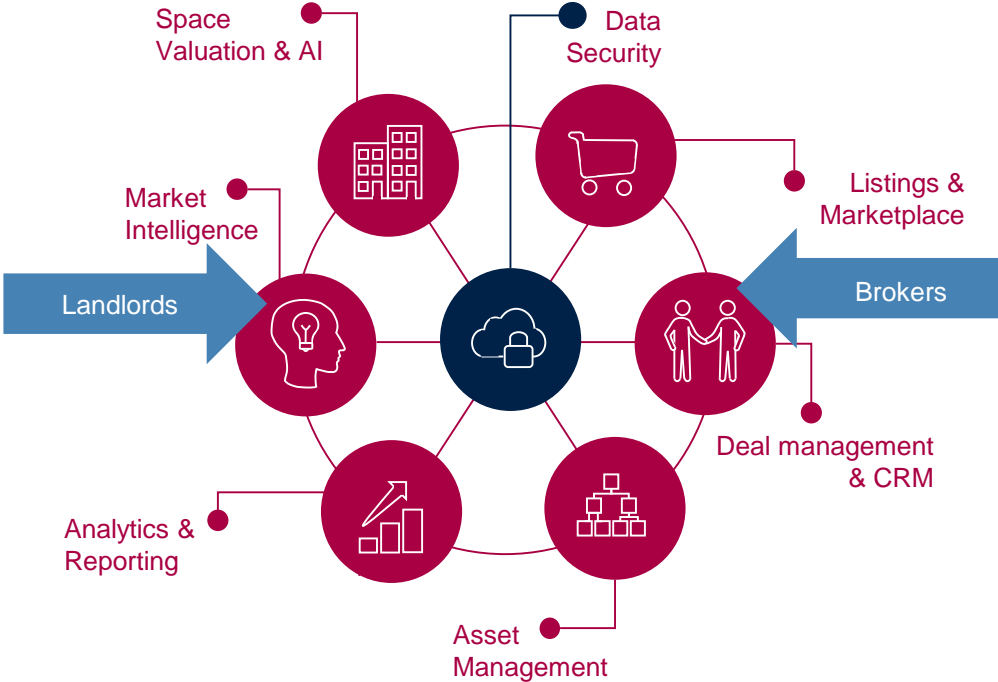 Space
Valuation & AI
Data
Security
Market
Intelligence
Listings &
Marketplace
Landlords
Brokers
Deal management
& CRM
Analytics &
Reporting
Asset
Management